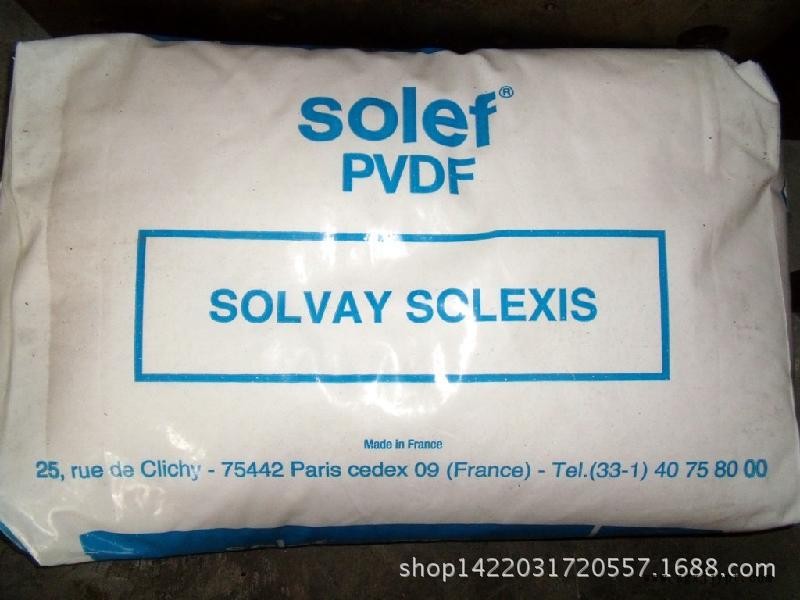 solef®
PVDF
SOLVAY SOLEXIS
Made in France
25, rue de Clichy - 75442 Paris cedex 09 (France) - Tel.(33-1) 40 75 80 00
shop1422031720557.1688.com